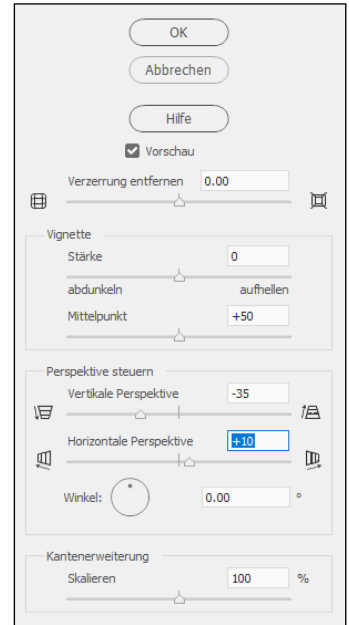 OK
Abbrechen
Hilfe
Vorschau
Verzerrung entfernen 0.00
Vignette
Stärke 0
abdunkeln aufhellen
Mittelpunkt +50
Perspektive steuern
Vertikale Perspektive -35
Horizontale Perspektive +10
Winkel: 0.00 °
Kantenerweiterung
Skalieren 100 %